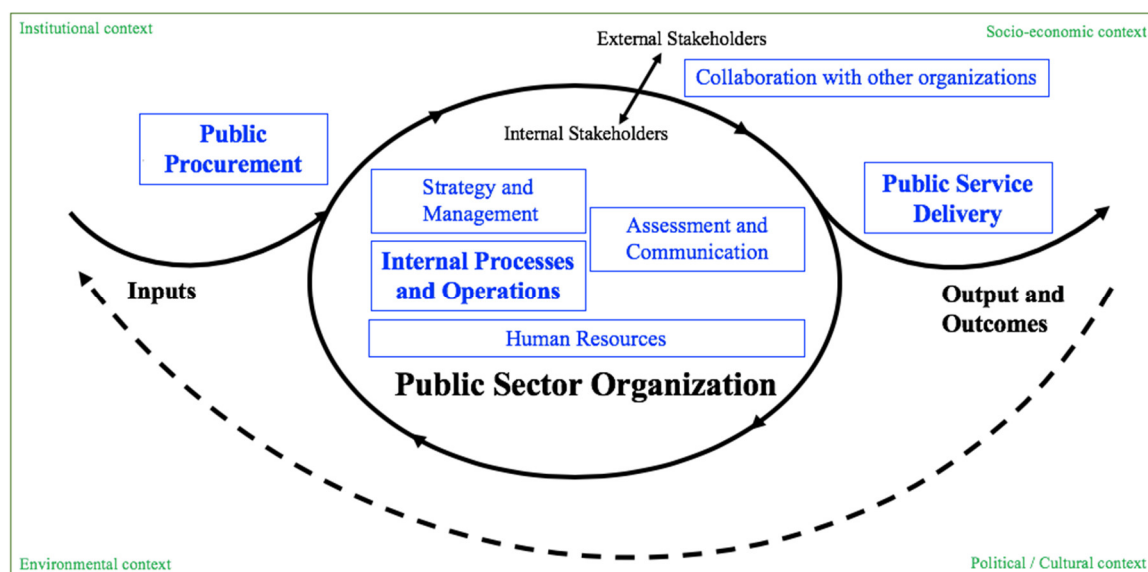 Institutional context
Socio-economic context
External Stakeholders
Collaboration with other organizations
Public
Procurement
Internal Stakeholders
Strategy and
Management
Public Service
Delivery
Assessment and
Communication
Internal Processes
and Operations
Inputs
Output and
Outcomes
Human Resources
Public Sector Organization
Environmental context
Political / Cultural context